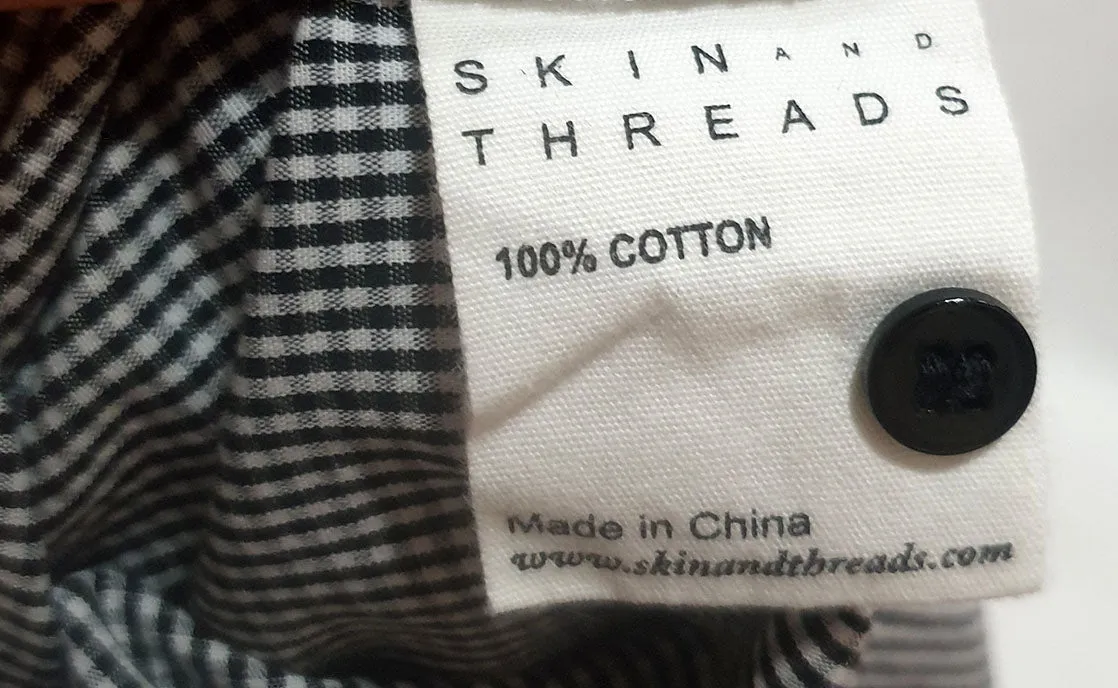 SKIN AND
THREADS
100% COTTON
Made in China
www.skinandthreads.com